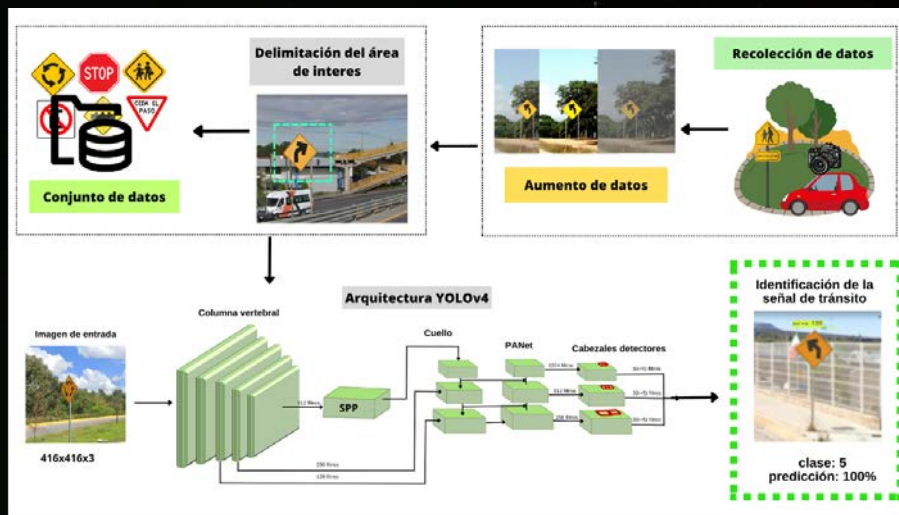 Delimitación del área
de interes
Recolección de datos
STOP
CEDA EL
PASO
Conjunto de datos
Aumento de datos
Arquitectura YOLOv4
Identificación de la
señal de tránsito
Columna vertebral
Imagen de entrada
Cuello
PANet
Cabezales detectores
SPP
416x416x3
clase: 5
predicción: 100%